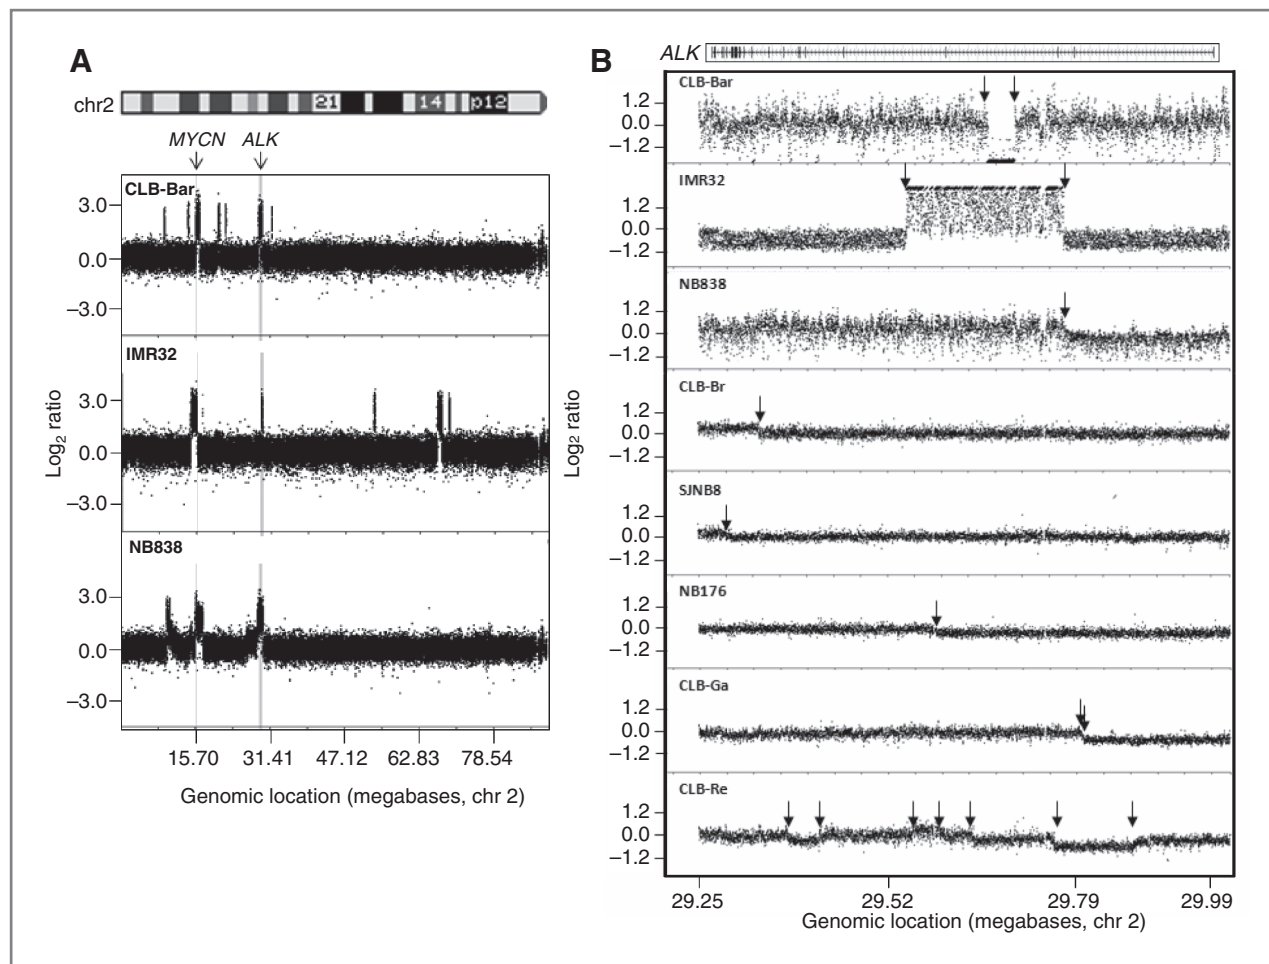 A
chr2
21
14
p12
MYCN ALK
CLB-Bar
3.0
0.0
−3.0
IMR32
3.0
0.0
−3.0
NB838
3.0
0.0
−3.0
Log2 ratio
15.70 31.41 47.12 62.83 78.54
Genomic location (megabases, chr 2)
B
ALK
CLB-Bar
1.2
0.0
−1.2
IMR32
1.2
0.0
−1.2
NB838
1.2
0.0
−1.2
CLB-Br
1.2
0.0
−1.2
SJNB8
1.2
0.0
−1.2
NB176
1.2
0.0
−1.2
CLB-Ga
1.2
0.0
−1.2
CLB-Re
1.2
0.0
−1.2
Log2 ratio
29.25 29.52 29.79 29.99
Genomic location (megabases, chr 2)